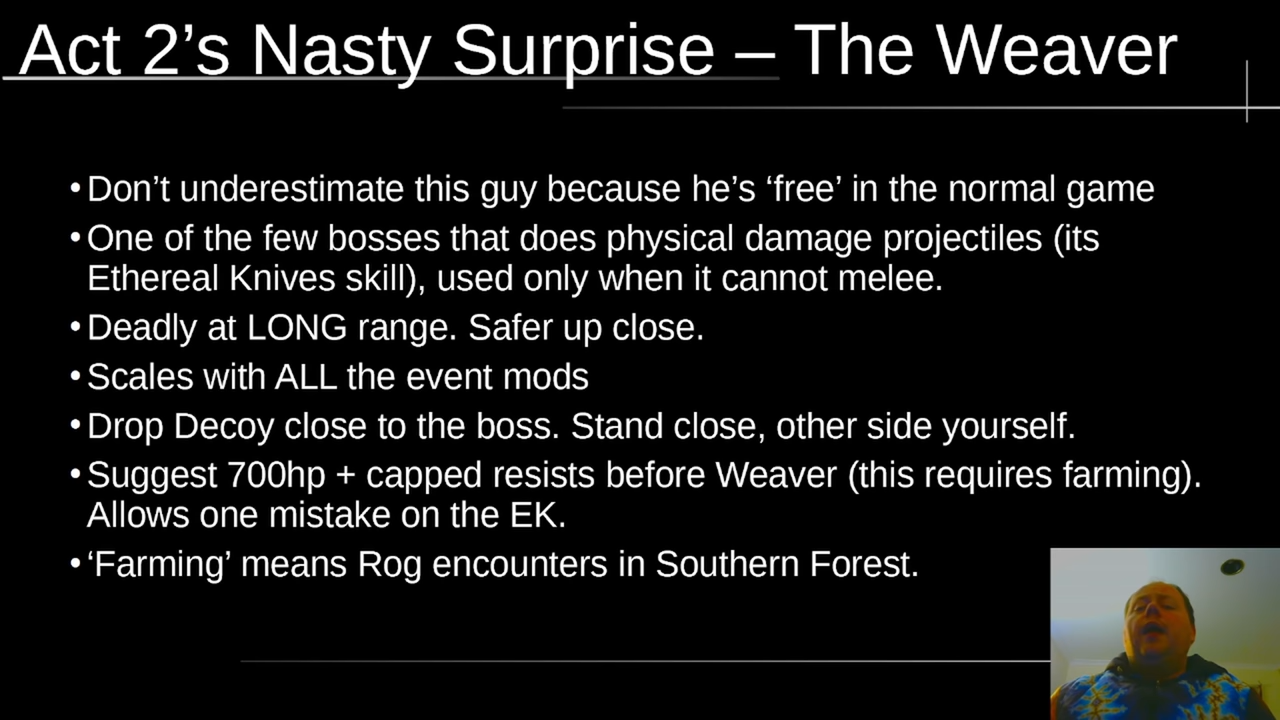 Act 2’s Nasty Surprise – The Weaver
•Don’t underestimate this guy because he’s ‘free’ in the normal game
•One of the few bosses that does physical damage projectiles (its
Ethereal Knives skill), used only when it cannot melee.
•Deadly at LONG range. Safer up close.
•Scales with ALL the event mods
•Drop Decoy close to the boss. Stand close, other side yourself.
•Suggest 700hp + capped resists before Weaver (this requires farming).
Allows one mistake on the EK.
•‘Farming’ means Rog encounters in Southern Forest.